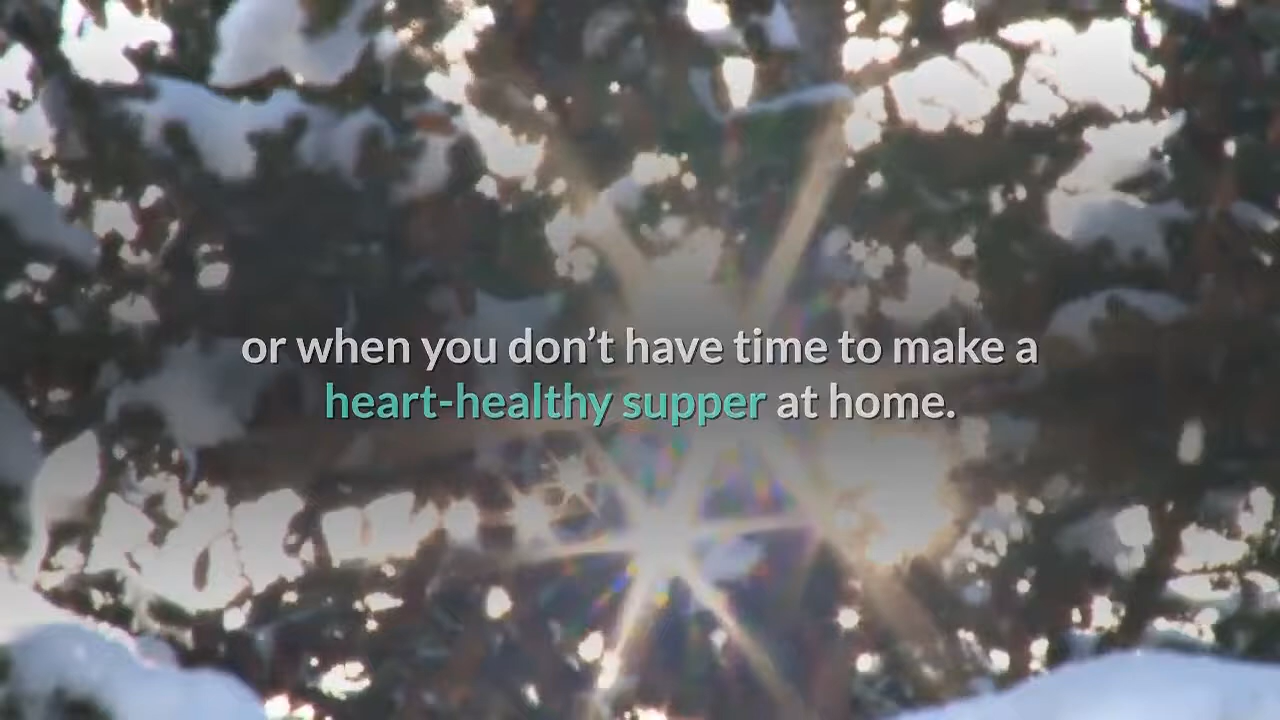 or when you don’t have time to make a
heart-healthy supper at home.